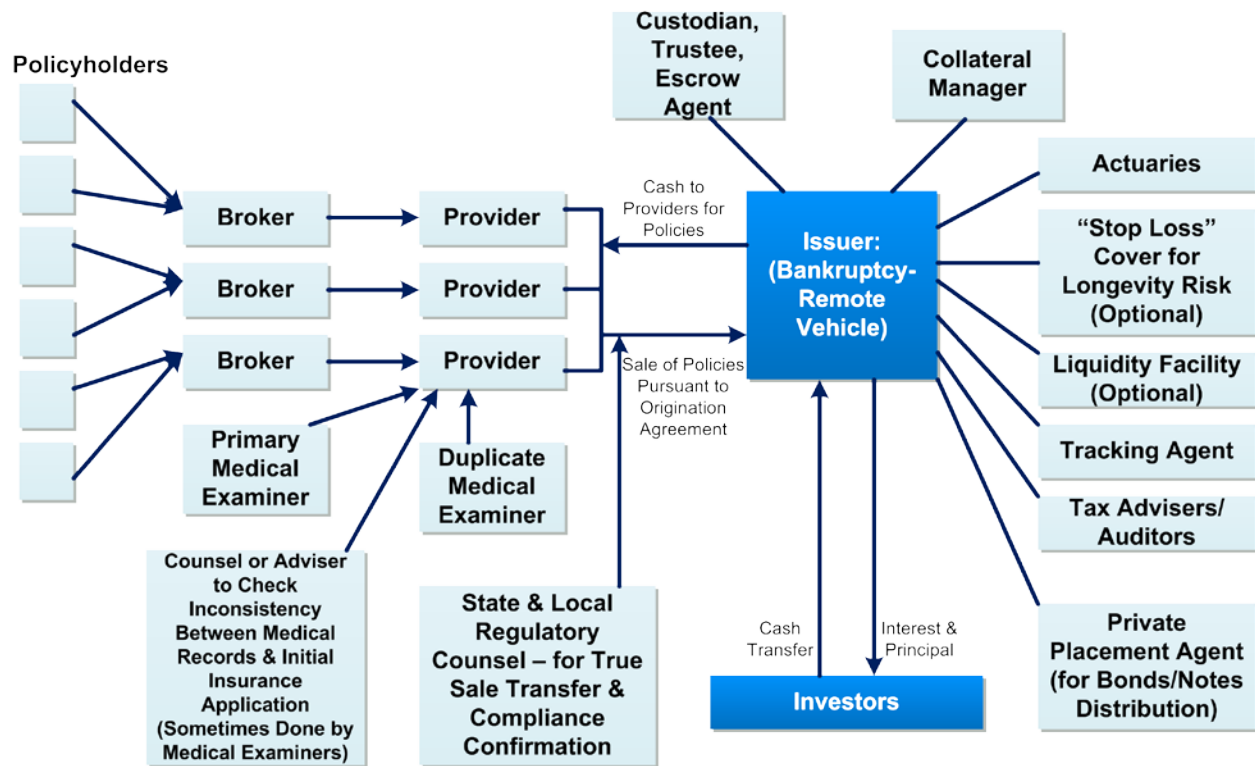 Policyholders
Custodian,
Trustee,
Escrow
Agent
Collateral
Manager
Broker
Provider
Broker
Provider
Broker
Provider
Cash to
Providers for
Policies
Issuer:
(Bankruptcy-
Remote
Vehicle)
Sale of Policies
Pursuant to
Origination
Agreement
Actuaries
“Stop Loss”
Cover for
Longevity Risk
(Optional)
Liquidity Facility
(Optional)
Tracking Agent
Tax Advisers/
Auditors
Private
Placement Agent
(for Bonds/Notes
Distribution)
Primary
Medical
Examiner
Duplicate
Medical
Examiner
Counsel or Adviser
to Check
Inconsistency
Between Medical
Records & Initial
Insurance
Application
(Sometimes Done by
Medical Examiners)
State & Local
Regulatory
Counsel – for True
Sale Transfer &
Compliance
Confirmation
Cash
Transfer
Interest &
Principal
Investors